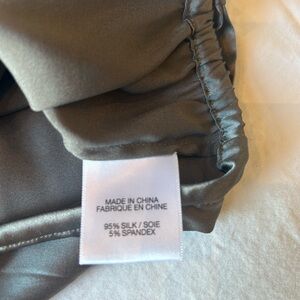 MADE IN CHINA
FABRIQUE EN CHINE
95% SILK / SOIE
5% SPANDEX